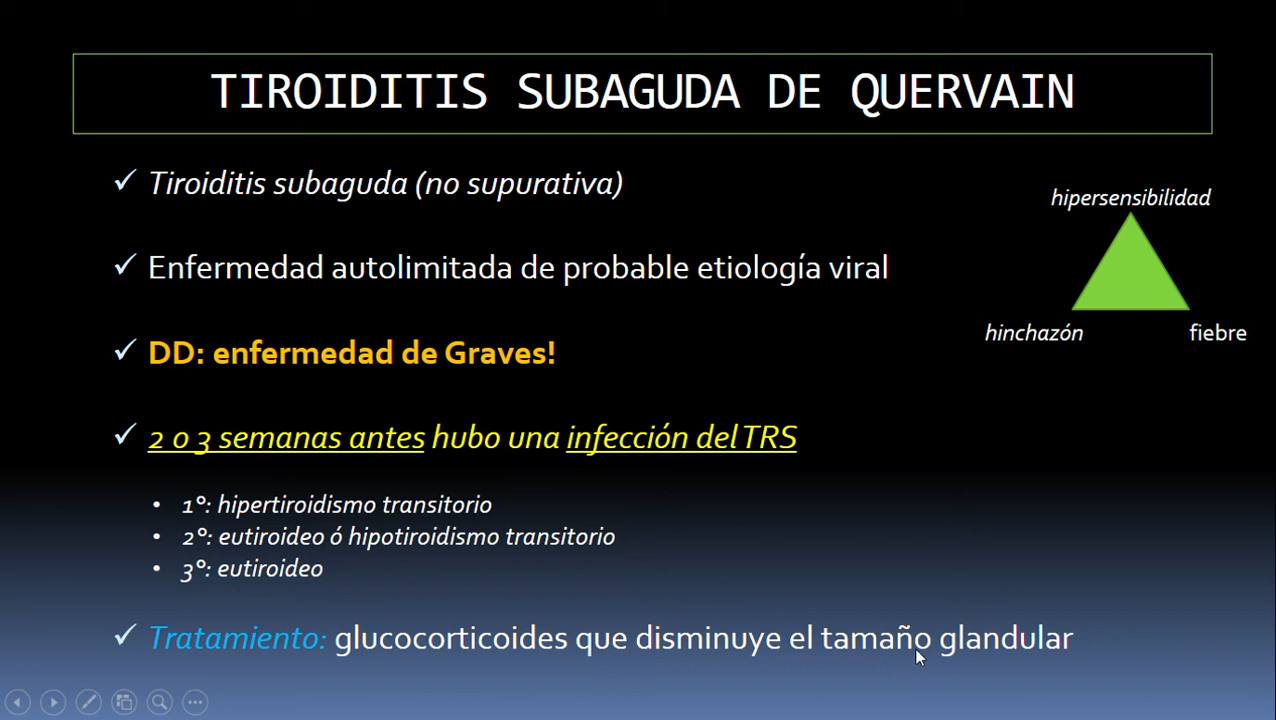 TIROIDITIS SUBAGUDA DE QUERVAIN
✓ Tiroiditis subaguda (no supurativa)
hipersensibilidad
✓ Enfermedad autolimitada de probable etiología viral
hinchazón
fiebre
✓ DD: enfermedad de Graves!
✓ 2 o 3 semanas antes hubo una infección del TRS
• 1°: hipertiroidismo transitorio
• 2°: eutiroideo ó hipotiroidismo transitorio
• 3°: eutiroideo
✓ Tratamiento: glucocorticoides que disminuye el tamaño glandular